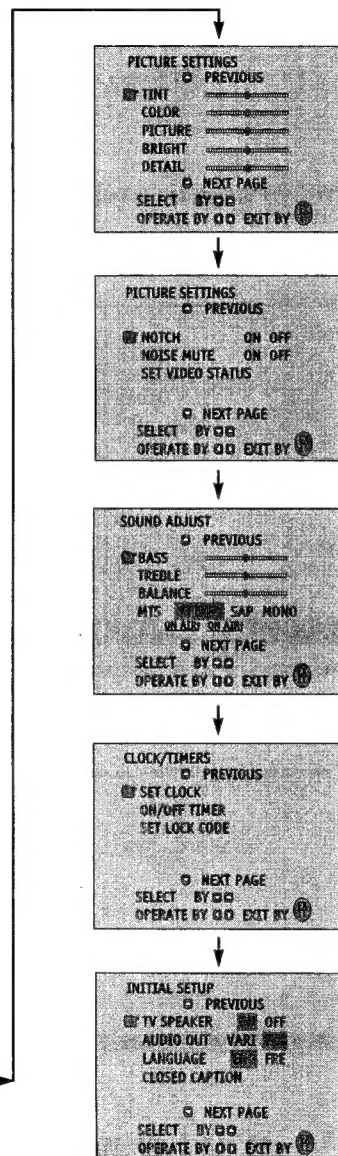 PICTURE SETTINGS
PREVIOUS
TINT
COLOR
PICTURE
BRIGHT
DETAIL
NEXT PAGE
SELECT BY
OPERATE BY EXIT BY
PICTURE SETTINGS
PREVIOUS
NOTCH ON OFF
NOISE MUTE ON OFF
SET VIDEO STATUS
NEXT PAGE
SELECT BY
OPERATE BY EXIT BY
SOUND ADJUST
PREVIOUS
BASS
TREBLE
BALANCE
MTS SAP MONO
ON AIR! ON AIR!
NEXT PAGE
SELECT BY
OPERATE BY EXIT BY
CLOCK/TIMERS
PREVIOUS
SET CLOCK
ON/OFF TIMER
SET LOCK CODE
NEXT PAGE
SELECT BY
OPERATE BY EXIT BY
INITIAL SETUP
PREVIOUS
TV SPEAKER OFF
AUDIO OUT VARI
LANGUAGE FRE
CLOSED CAPTION
NEXT PAGE
SELECT BY
OPERATE BY EXIT BY